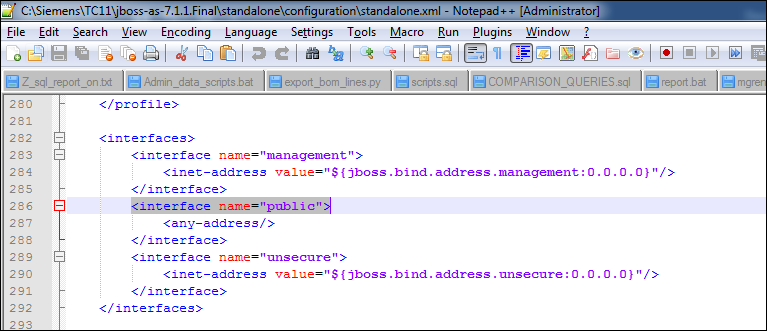 C:\Siemens\TC11\jboss-as-7.1.1.Final\standalone\configuration\standalone.xml - Notepad++ [Administrator]
File Edit Search View Encoding Language Settings Tools Macro Run Plugins Window ?
Z_sql_report_on.txt Admin_data_scripts.bat export_bom_lines.py scripts.sql COMPARISON_QUERIES.sql report.bat mgren
280 </profile>
281
282 <interfaces>
283 <interface name="management">
284 <inet-address value="${jboss.bind.address.management:0.0.0.0}"/>
285 </interface>
286 <interface name="public">
287 <any-address/>
288 </interface>
289 <interface name="unsecure">
290 <inet-address value="${jboss.bind.address.unsecure:0.0.0.0}"/>
291 </interface>
292 </interfaces>
293